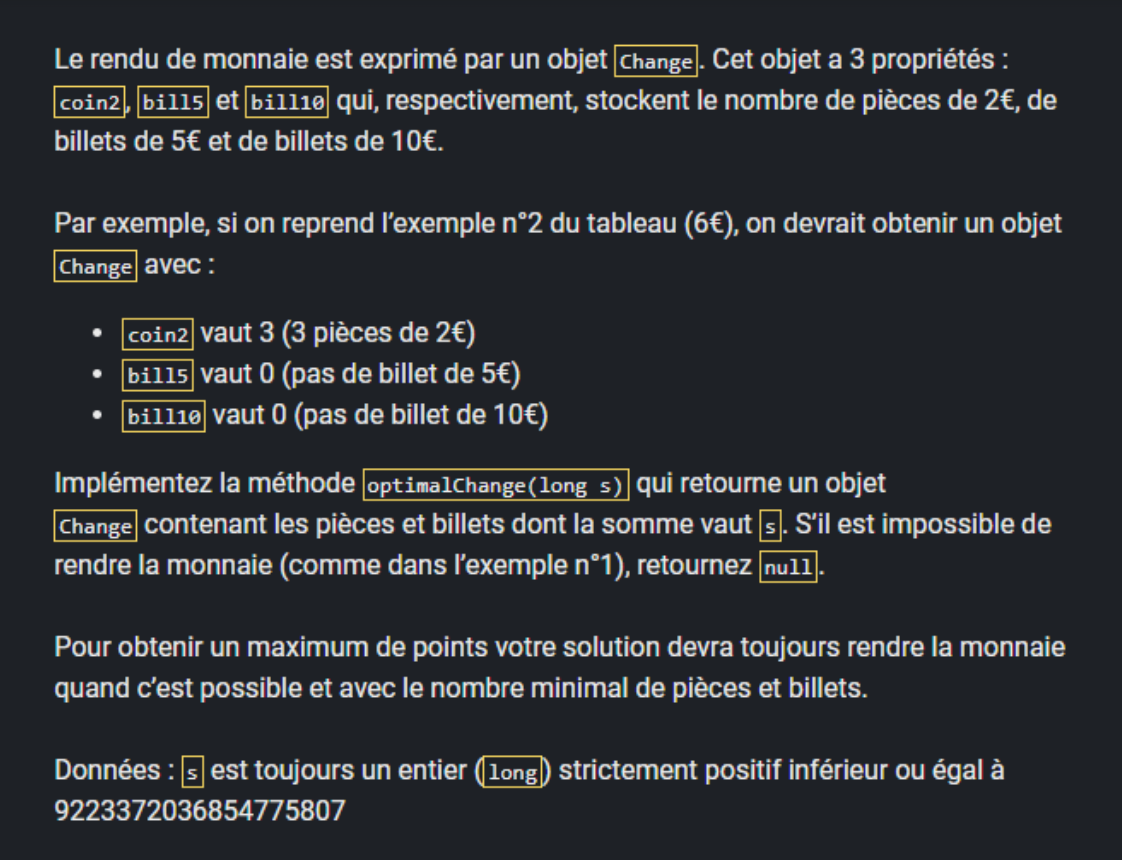 Le rendu de monnaie est exprimé par un objet Change. Cet objet a 3 propriétés :
coin2, bill5 et bill10 qui, respectivement, stockent le nombre de pièces de 2€, de
billets de 5€ et de billets de 10€.
Par exemple, si on reprend l’exemple n°2 du tableau (6€), on devrait obtenir un objet
Change avec :
• coin2 vaut 3 (3 pièces de 2€)
• bill5 vaut 0 (pas de billet de 5€)
• bill10 vaut 0 (pas de billet de 10€)
Implémentez la méthode optimalChange(long s) qui retourne un objet
Change contenant les pièces et billets dont la somme vaut s. S’il est impossible de
rendre la monnaie (comme dans l’exemple n°1), retournez null.
Pour obtenir un maximum de points votre solution devra toujours rendre la monnaie
quand c’est possible et avec le nombre minimal de pièces et billets.
Données : s est toujours un entier (long) strictement positif inférieur ou égal à
9223372036854775807